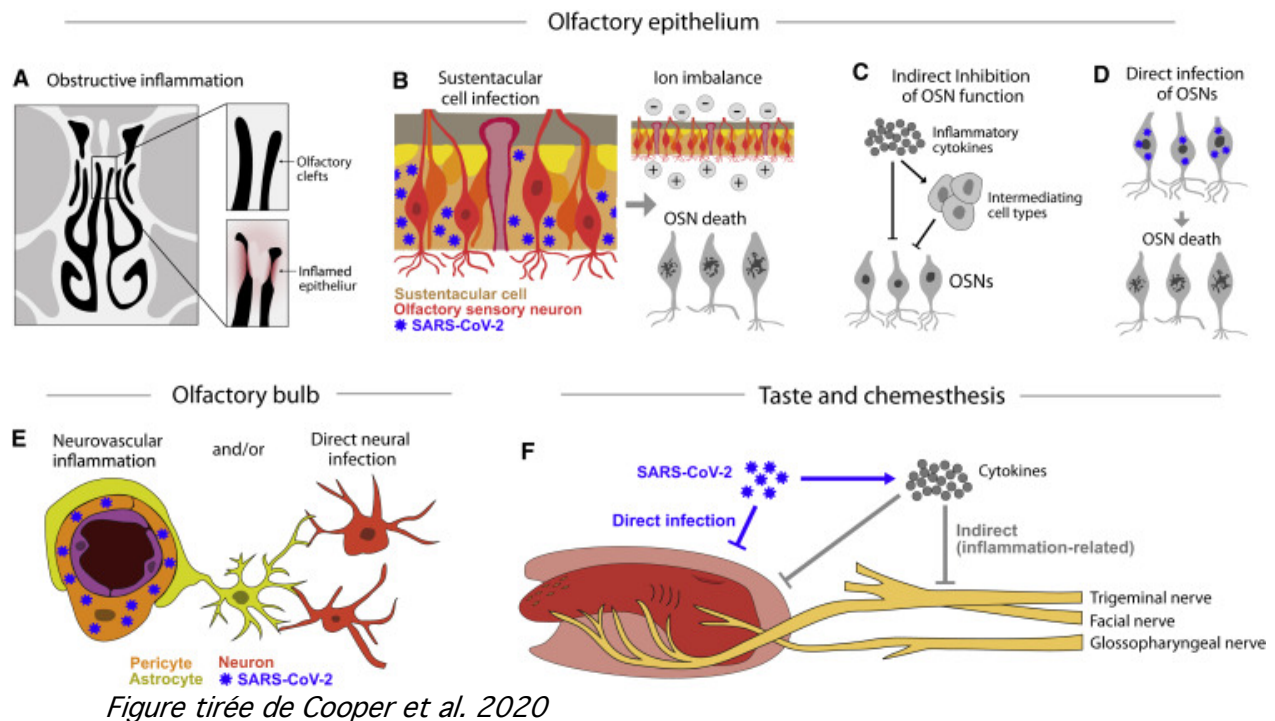 Olfactory epithelium
A
Obstructive inflammation
Olfactory
clefts
Inflamed
epitheliur
B
Sustentacular
cell infection
Ion imbalance
OSN death
Sustentacular cell
Olfactory sensory neuron
SARS-CoV-2
C
Indirect Inhibition
of OSN function
Inflammatory
cytokines
Intermediating
cell types
OSNs
D
Direct infection
of OSNs
OSN death
Olfactory bulb
E
Neurovascular
inflammation
and/or
Direct neural
infection
Pericyte
Astrocyte
Neuron
SARS-CoV-2
Taste and chemesthesis
F
SARS-CoV-2
Cytokines
Direct infection
Indirect
(inflammation-related)
Trigeminal nerve
Facial nerve
Glossopharyngeal nerve
Figure tirée de Cooper et al. 2020